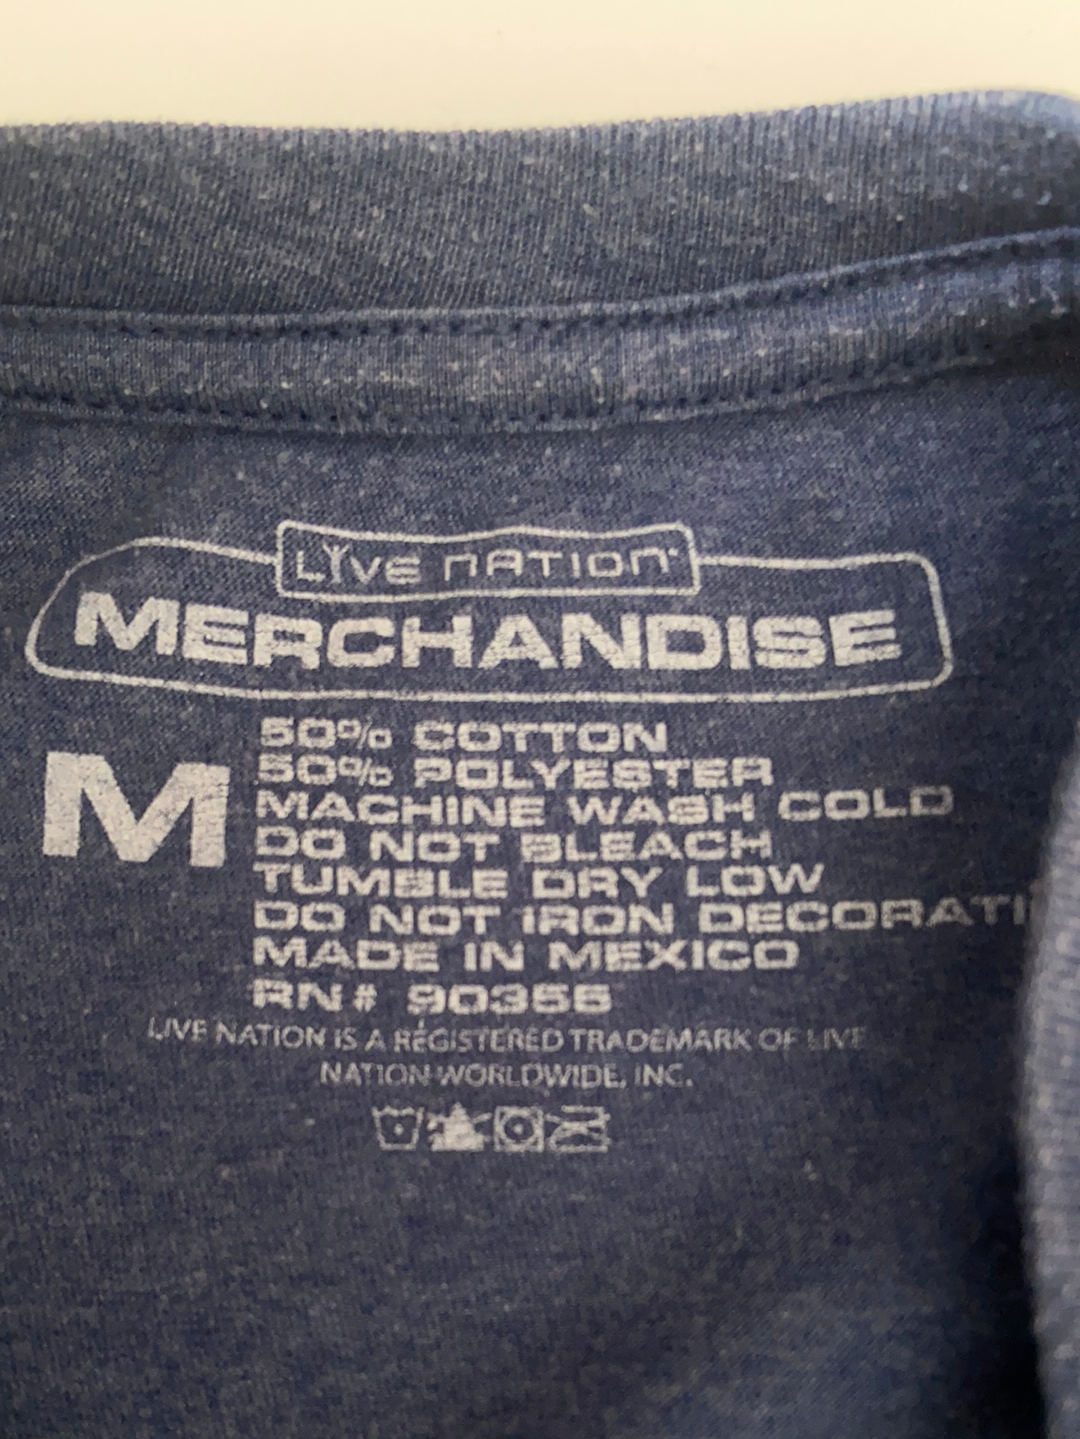 LIVE NATION
MERCHANDISE
M
50% COTTON
50% POLYESTER
MACHINE WASH COLD
DO NOT BLEACH
TUMBLE DRY LOW
DO NOT IRON DECORATI
MADE IN MEXICO
RN# 90356
LIVE NATION IS A REGISTERED TRADEMARK OF LIVE
NATION WORLDWIDE, INC.